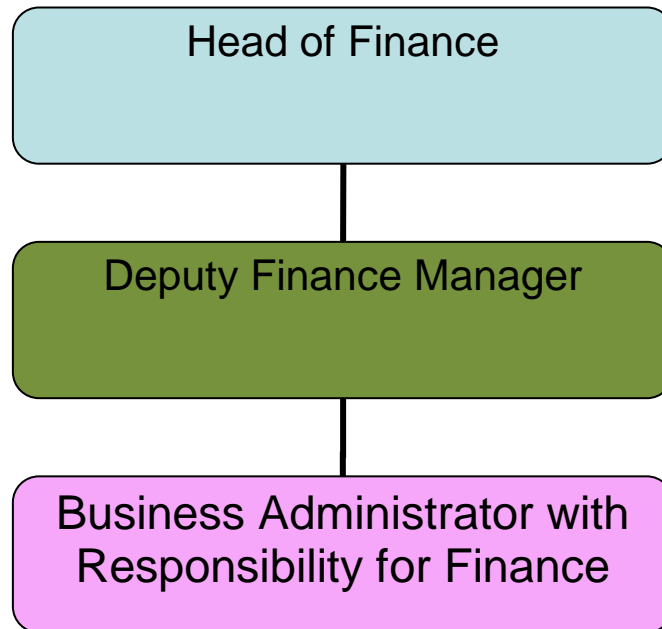 Head of Finance
Deputy Finance Manager
Business Administrator with
Responsibility for Finance